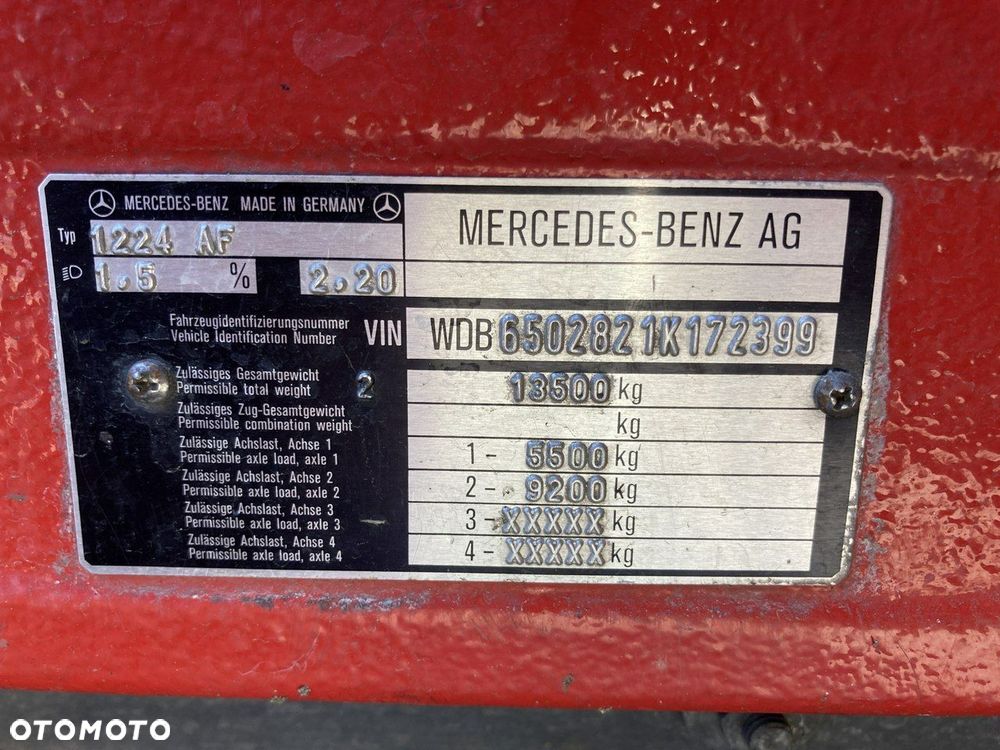 MERCEDES-BENZ MADE IN GERMANY
MERCEDES-BENZ AG
Typ 1224 AF
1.5 % 2.20
Fahrzeugidentifizierungsnummer
Vehicle Identification Number VIN WDB6502821K172399
Zulässiges Gesamtgewicht
Permissible total weight 2 13500 kg
Zulässiges Zug-Gesamtgewicht
Permissible combination weight kg
Zulässige Achslast, Achse 1
Permissible axle load, axle 1 1 - 5500 kg
Zulässige Achslast, Achse 2
Permissible axle load, axle 2 2 - 9200 kg
Zulässige Achslast, Achse 3
Permissible axle load, axle 3 3 - XXXXX kg
Zulässige Achslast, Achse 4
Permissible axle load, axle 4 4 - XXXXX kg
OTOMOTO